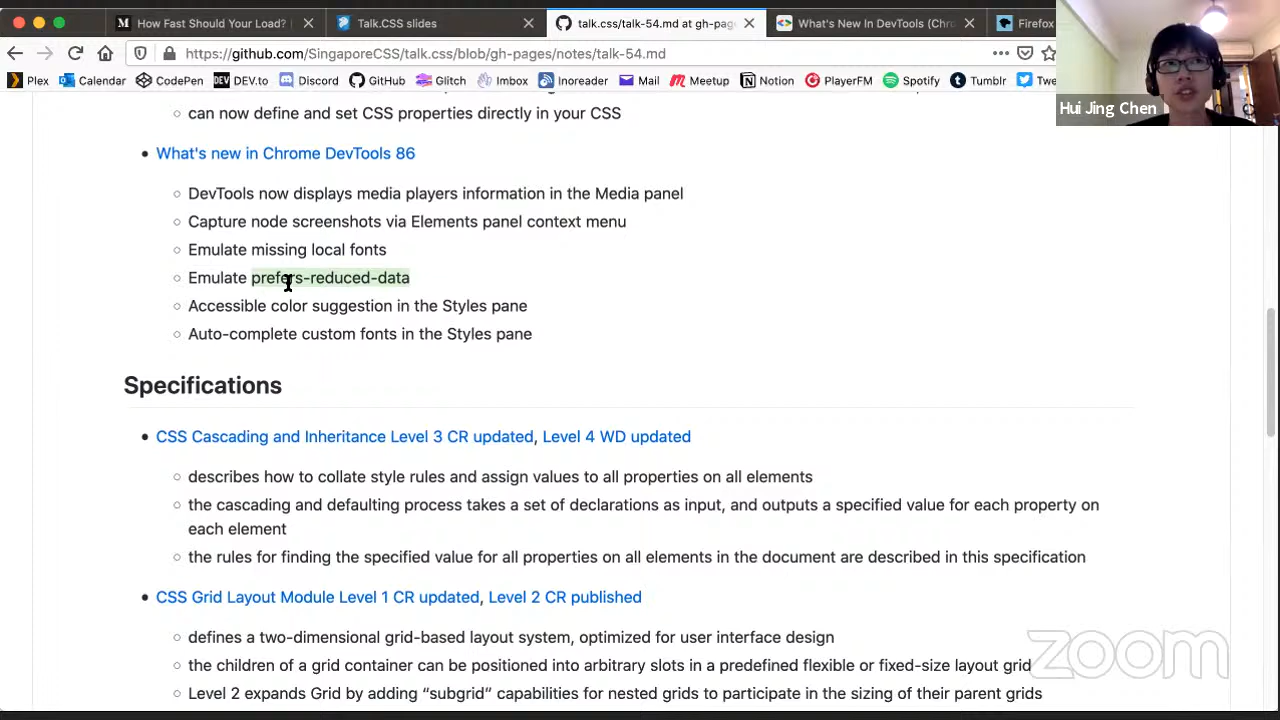 How Fast Should Your Load?
Talk.CSS slides
talk.css/talk-54.md at gh-page
What's New In DevTools (Chro
Firefox
https://github.com/SingaporeCSS/talk.css/blob/gh-pages/notes/talk-54.md
Plex Calendar CodePen DEV.to Discord GitHub Glitch Imbox Inoreader Mail Meetup Notion PlayerFM Spotify Tumblr Twe
Hui Jing Chen
can now define and set CSS properties directly in your CSS
What's new in Chrome DevTools 86
DevTools now displays media players information in the Media panel
Capture node screenshots via Elements panel context menu
Emulate missing local fonts
Emulate prefers-reduced-data
Accessible color suggestion in the Styles pane
Auto-complete custom fonts in the Styles pane
Specifications
CSS Cascading and Inheritance Level 3 CR updated, Level 4 WD updated
describes how to collate style rules and assign values to all properties on all elements
the cascading and defaulting process takes a set of declarations as input, and outputs a specified value for each property on
each element
the rules for finding the specified value for all properties on all elements in the document are described in this specification
CSS Grid Layout Module Level 1 CR updated, Level 2 CR published
defines a two-dimensional grid-based layout system, optimized for user interface design
the children of a grid container can be positioned into arbitrary slots in a predefined flexible or fixed-size layout grid
Level 2 expands Grid by adding “subgrid” capabilities for nested grids to participate in the sizing of their parent grids
zoom